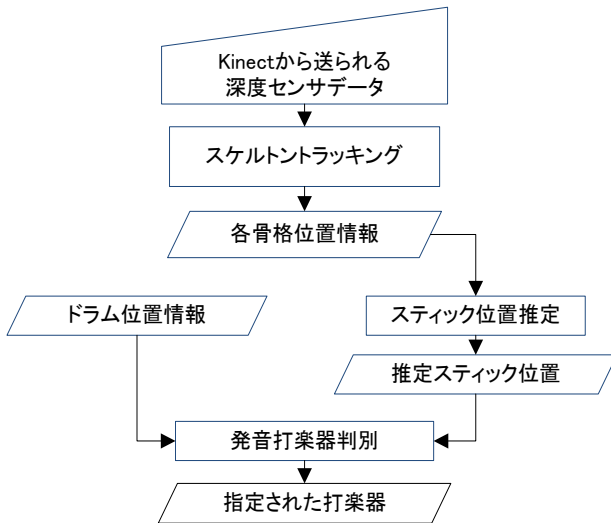 Kinectから送られる
深度センサデータ
スケルトントラッキング
各骨格位置情報
ドラム位置情報
スティック位置推定
推定スティック位置
発音打楽器判別
指定された打楽器